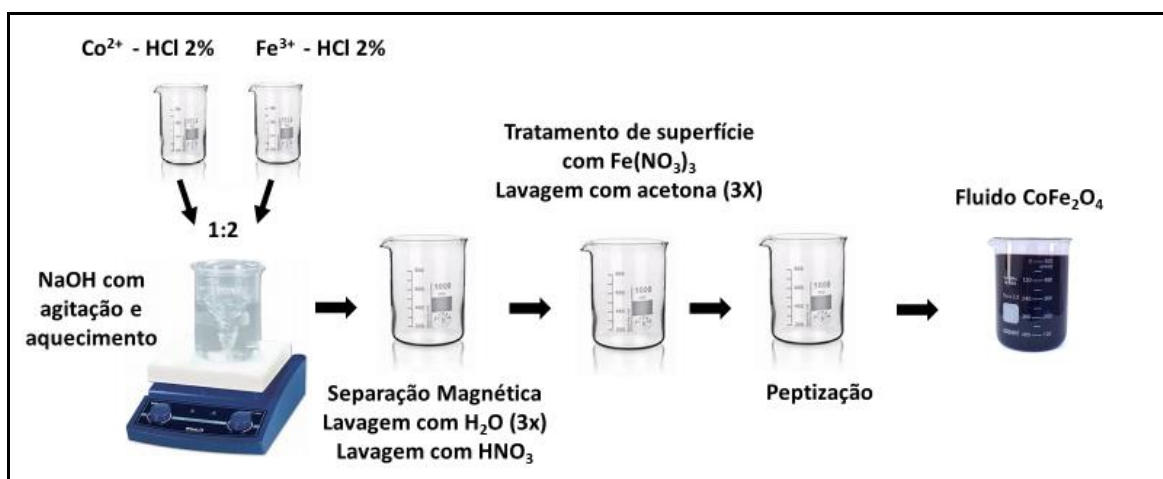 Co²⁺ - HCl 2%
Fe³⁺ - HCl 2%
1:2
NaOH com
agitação e
aquecimento
Separação Magnética
Lavagem com H₂O (3x)
Lavagem com HNO₃
Tratamento de superfície
com Fe(NO₃)₃
Lavagem com acetona (3X)
Peptização
Fluido CoFe₂O₄